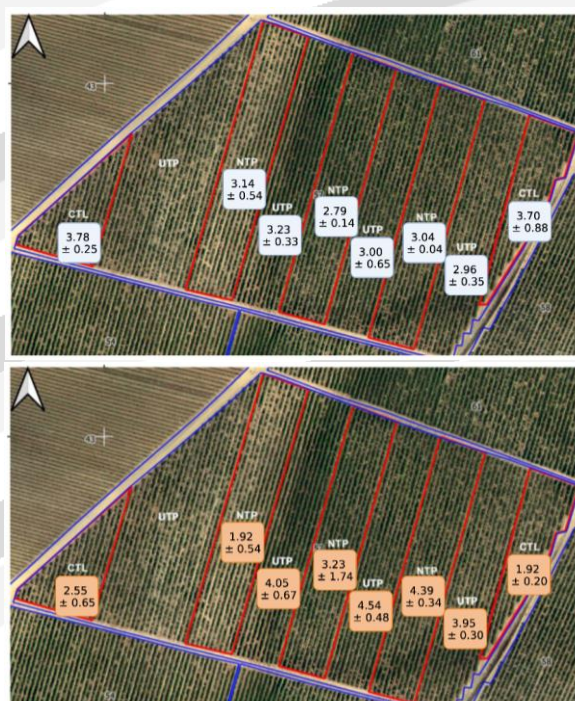 UTP
NTP
3.14
± 0.54
UTP
3.23
± 0.33
NTP
2.79
± 0.14
UTP
3.00
± 0.65
NTP
3.04
± 0.04
UTP
2.96
± 0.35
CTL
3.70
± 0.88
CTL
3.78
± 0.25
UTP
NTP
1.92
± 0.54
UTP
4.05
± 0.67
NTP
3.23
± 1.74
UTP
4.54
± 0.48
NTP
4.39
± 0.34
UTP
3.95
± 0.30
CTL
1.92
± 0.20
CTL
2.55
± 0.65